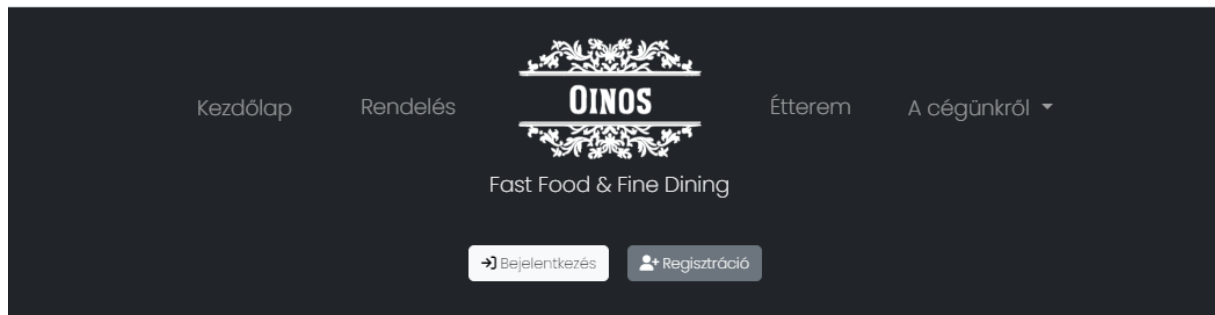 Kezdőlap Rendelés OINOS Étterem A cégünkről
Fast Food & Fine Dining
Bejelentkezés Regisztráció